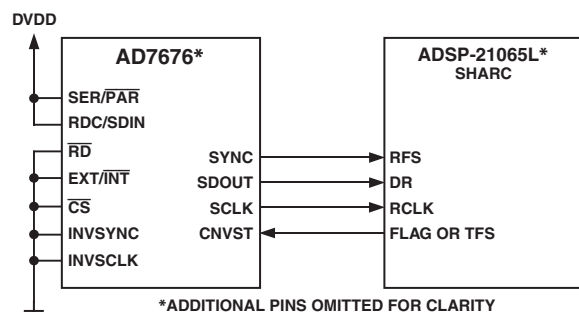 DVDD
AD7676*
SER/PAR
RDC/SDIN
RD
EXT/INT
CS
INVSYNC
INVSCLK
SYNC
SDOUT
SCLK
CNVST
ADSP-21065L*
SHARC
RFS
DR
RCLK
FLAG OR TFS
*ADDITIONAL PINS OMITTED FOR CLARITY